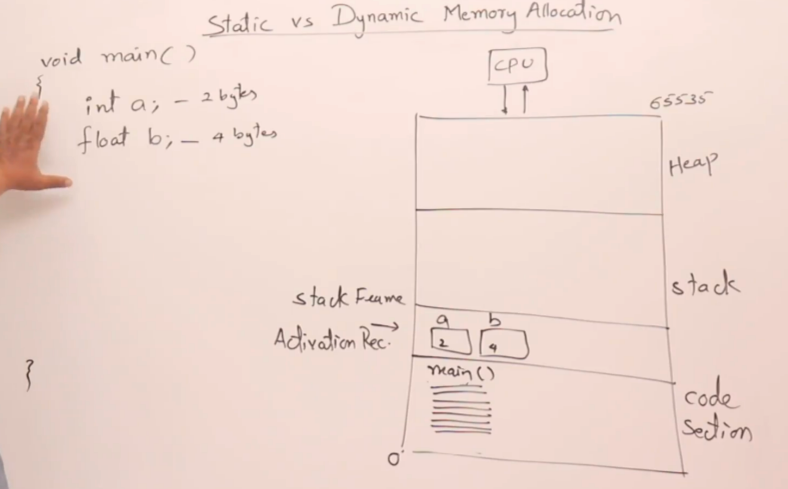 Static vs Dynamic Memory Allocation
void main()
{
int a; – 2 bytes
float b; – 4 bytes
}
CPU
65535
Heap
stack
stack Frame
Activation Rec.
a b
2 4
main()
code
section
0